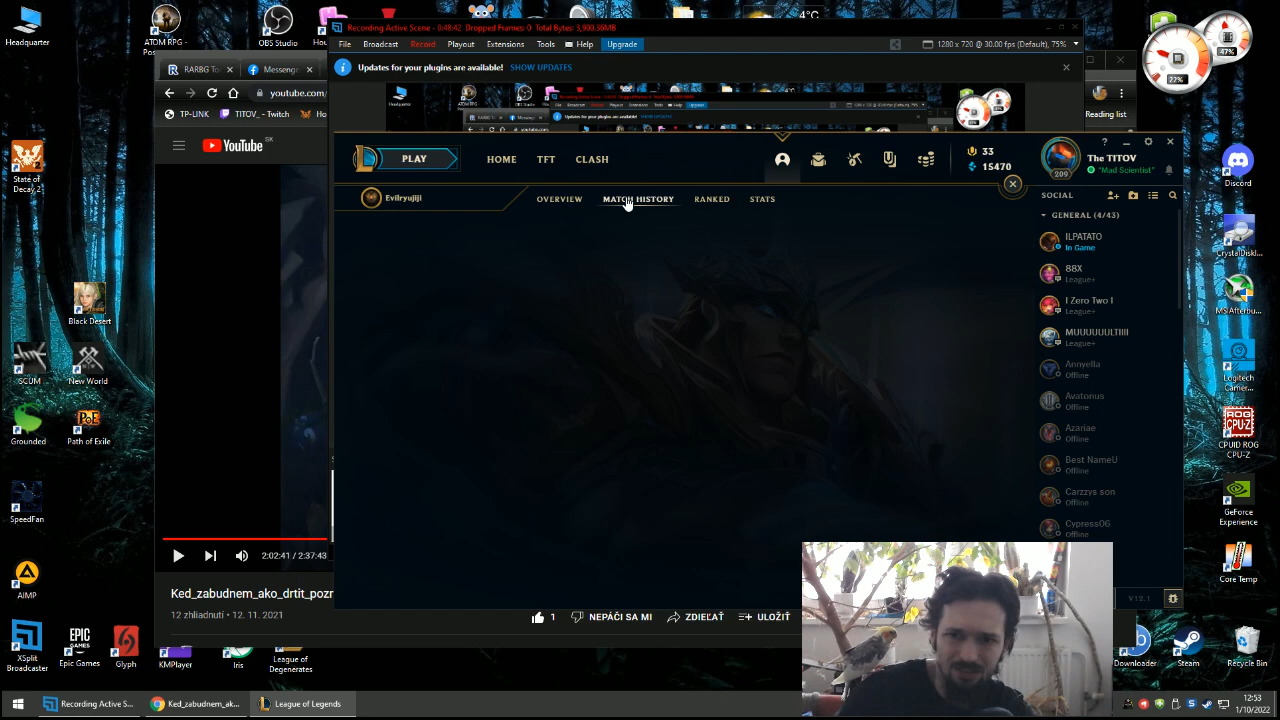 Headquarter
ATOM RPG -
OBS Studio
Recording Active Scene - 0:48:42 Dropped Frames: 0 Total Bytes: 3,900.36MB
4°C
File Broadcast Record Playout Extensions Tools Help Upgrade
1280 x 720 @ 30.00 fps (Default), 75%
Updates for your plugins are available! SHOW UPDATES
22%
47%
RARBG To
Messenge
youtube.com/
TP-LINK TITOV_ - Twitch
Reading list
YouTube SK
PLAY HOME TFT CLASH
33
15470
209
The TITOV
"Mad Scientist"
Evilryujiji
OVERVIEW MATCH HISTORY RANKED STATS
SOCIAL
GENERAL (4/43)
ILPATATO
In Game
88X
League+
I Zero Two I
League+
MUUUUUULTIIII
League+
Annyella
Offline
Avatonus
Offline
Azariae
Offline
Best NameU
Offline
Carzzys son
Offline
Cypress06
Offline
V12.1
State of
Decay 2
Black Desert
SCUM
New World
Grounded
Path of Exile
SpeedFan
AIMP
XSplit
Broadcaster
Epic Games
Glyph
KMPlayer
Iris
League of
Degenerates
Discord
CrystalDiskI...
MSI Afterbu...
Logitech
Camer...
CPUID ROG
CPU-Z
GeForce
Experience
Core Temp
Downloader
Steam
Recycle Bin
2:02:41 / 2:37:43
Ked_zabudnem_ako_drtit_pozn
12 zhliadnutí • 12. 11. 2021
1 NEPÁČI SA MI ZDIEĽAŤ ULOŽIŤ
Recording Active S...
Ked_zabudnem_ak...
League of Legends
12:53
1/10/2022